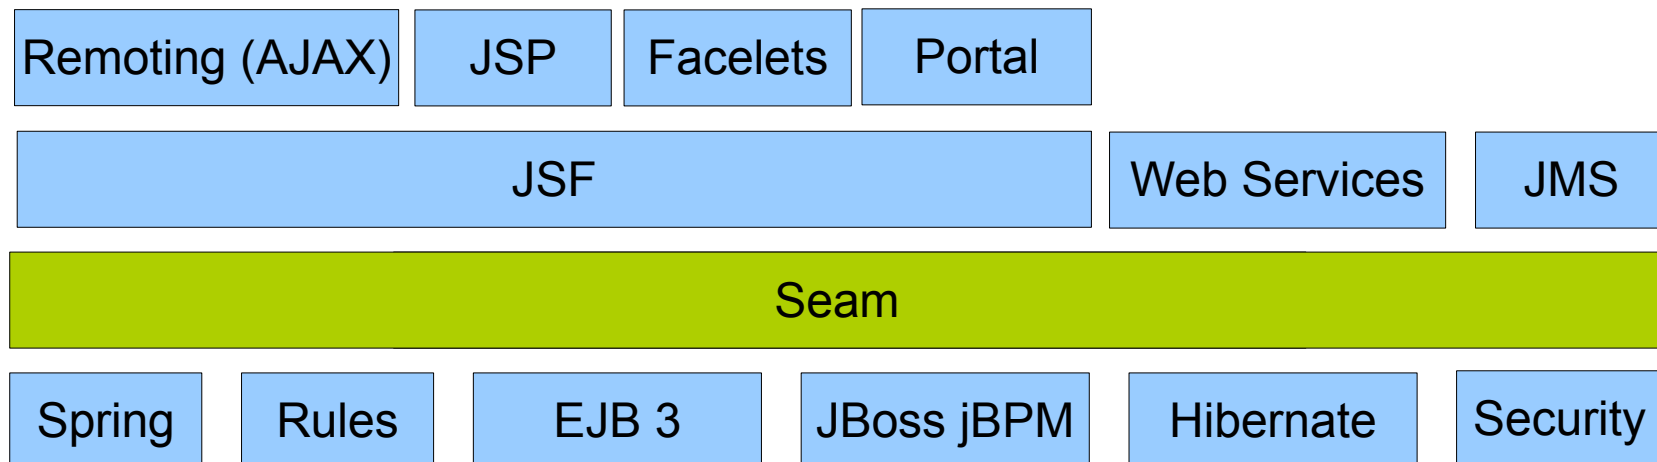 Remoting (AJAX) JSP Facelets Portal
JSF Web Services JMS
Seam
Spring Rules EJB 3 JBoss jBPM Hibernate Security